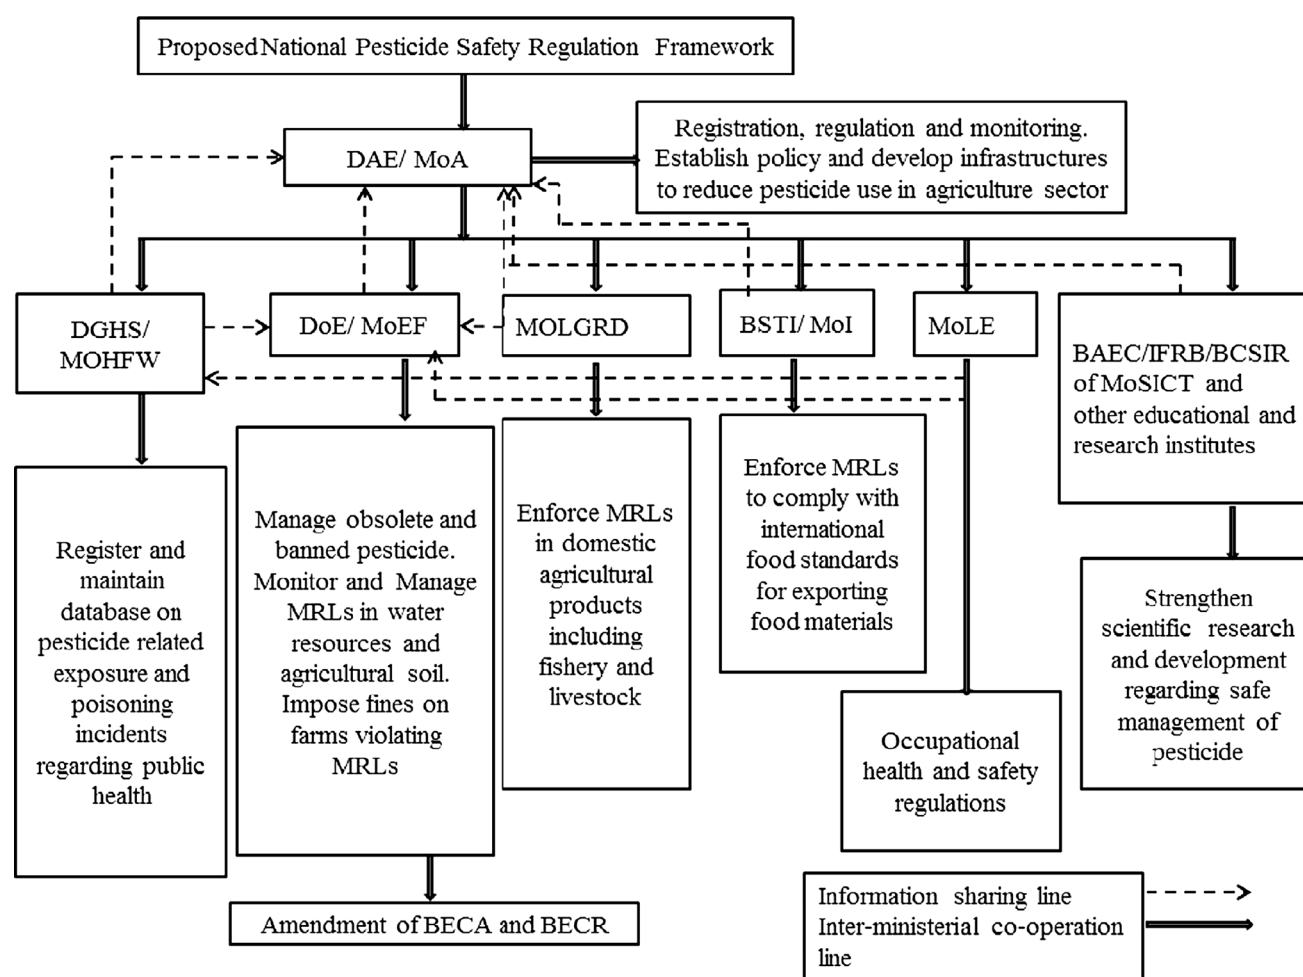 Proposed National Pesticide Safety Regulation Framework
DAE/ MoA
Registration, regulation and monitoring.
Establish policy and develop infrastructures
to reduce pesticide use in agriculture sector
DGHS/
MOHFW
DoE/ MoEF
MOLGRD
BSTI/ MoI
MoLE
BAEC/IFRB/BCSIR
of MoSICT and
other educational and
research institutes
Register and
maintain
database on
pesticide related
exposure and
poisoning
incidents
regarding public
health
Manage obsolete and
banned pesticide.
Monitor and Manage
MRLs in water
resources and
agricultural soil.
Impose fines on
farms violating
MRLs
Enforce MRLs
in domestic
agricultural
products
including
fishery and
livestock
Enforce MRLs
to comply with
international
food standards
for exporting
food materials
Occupational
health and safety
regulations
Strengthen
scientific research
and development
regarding safe
management of
pesticide
Amendment of BECA and BECR
Information sharing line
Inter-ministerial co-operation
line